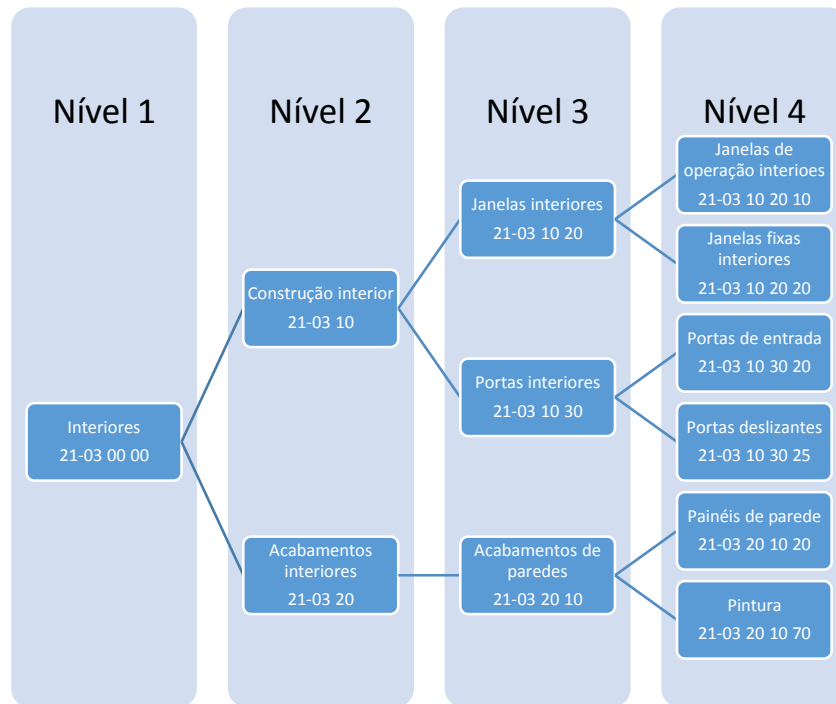 Nível 1
Nível 2
Nível 3
Nível 4
Interiores
21-03 00 00
Construção interior
21-03 10
Acabamentos
interiores
21-03 20
Janelas interiores
21-03 10 20
Portas interiores
21-03 10 30
Acabamentos de
paredes
21-03 20 10
Janelas de
operação interioes
21-03 10 20 10
Janelas fixas
interiores
21-03 10 20 20
Portas de entrada
21-03 10 30 20
Portas deslizantes
21-03 10 30 25
Painéis de parede
21-03 20 10 20
Pintura
21-03 20 10 70